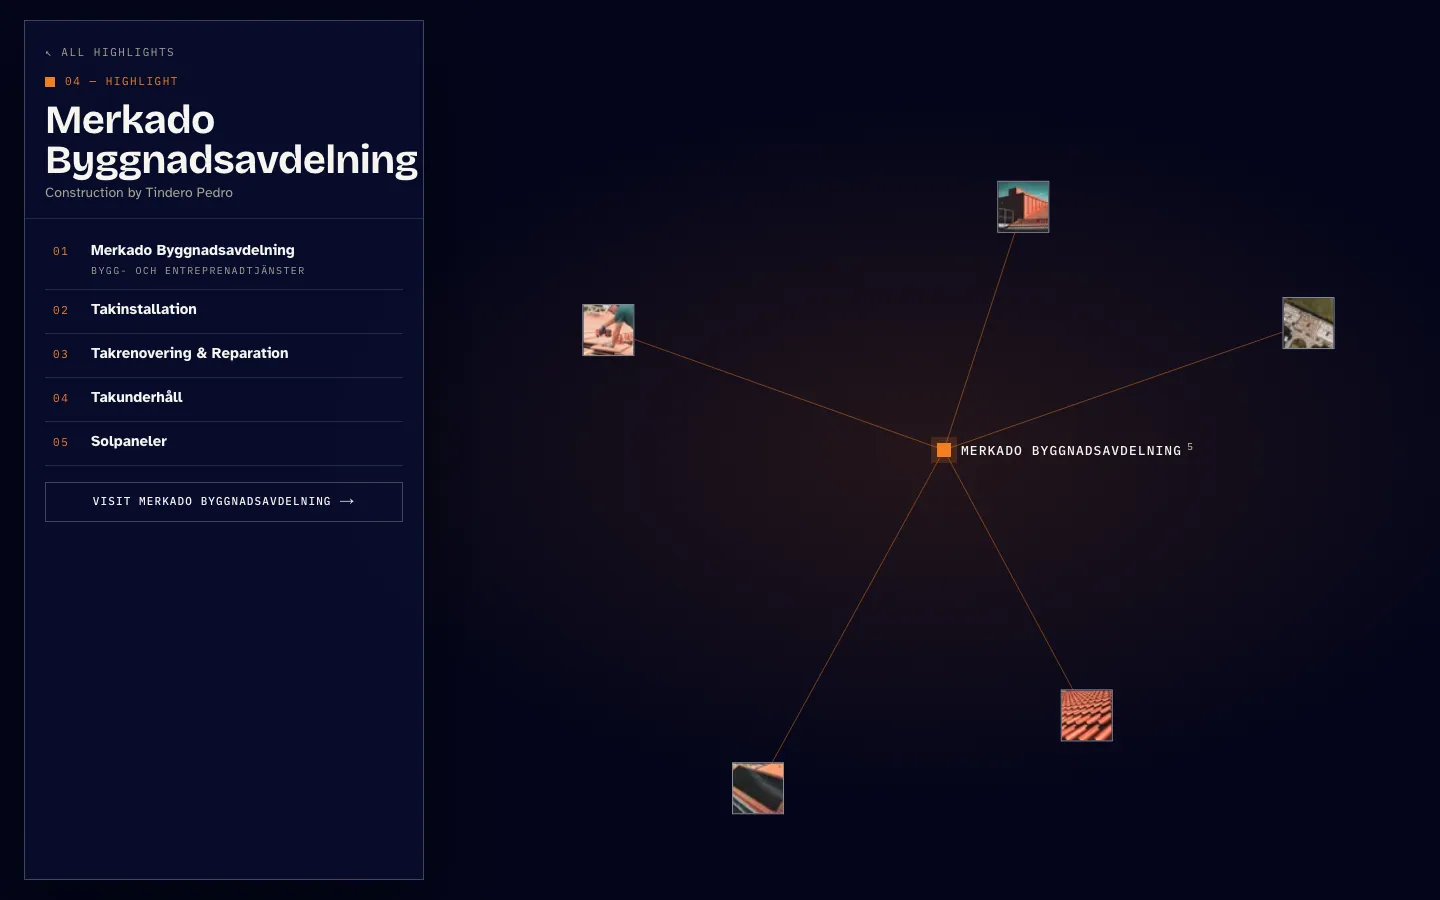 ↖ ALL HIGHLIGHTS
04 — HIGHLIGHT
Merkado
Byggnadsavdelning
Construction by Tindero Pedro
01 Merkado Byggnadsavdelning
BYGG- OCH ENTREPRENADTJÄNSTER
02 Takinstallation
03 Takrenovering & Reparation
04 Takunderhåll
05 Solpaneler
VISIT MERKADO BYGGNADSAVDELNING →
MERKADO BYGGNADSAVDELNING 5